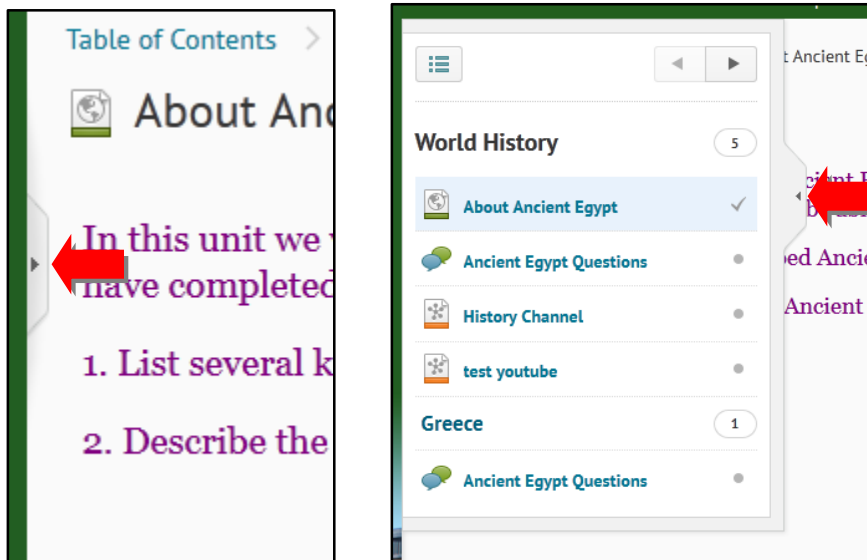 Table of Contents
About Anc
In this unit we
have completed
1. List several k
2. Describe the
t Ancient Eg
World History 5
About Ancient Egypt
Ancient Egypt Questions
History Channel
test youtube
Greece 1
Ancient Egypt Questions
ed Ancie
Ancient